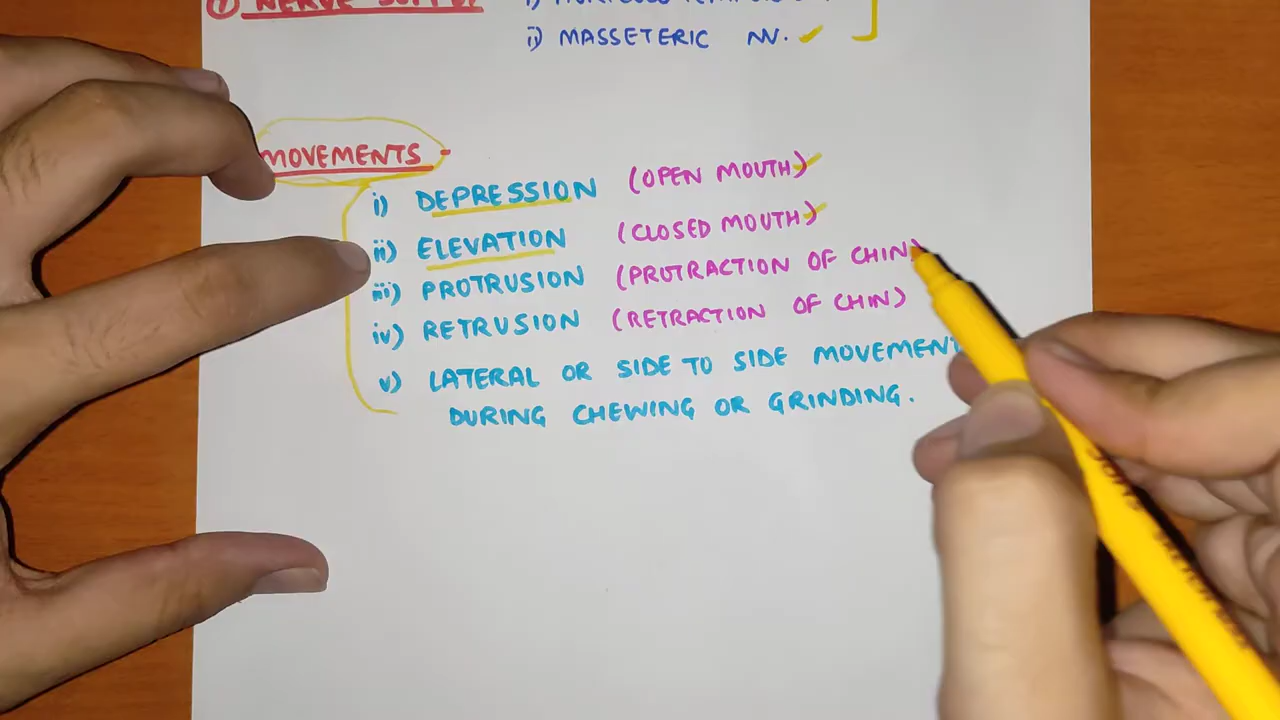 NERVE
ii) MASSETERIC NV.
MOVEMENTS
i) DEPRESSION (OPEN MOUTH)
ii) ELEVATION (CLOSED MOUTH)
iii) PROTRUSION (PROTRACTION OF CHIN)
iv) RETRUSION (RETRACTION OF CHIN)
v) LATERAL OR SIDE TO SIDE MOVEMENT
DURING CHEWING OR GRINDING.